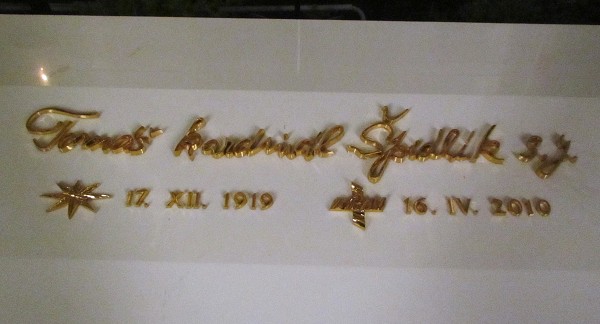 Tomáš kardinál Špidlík S.J.
17. XII. 1919 16. IV. 2010